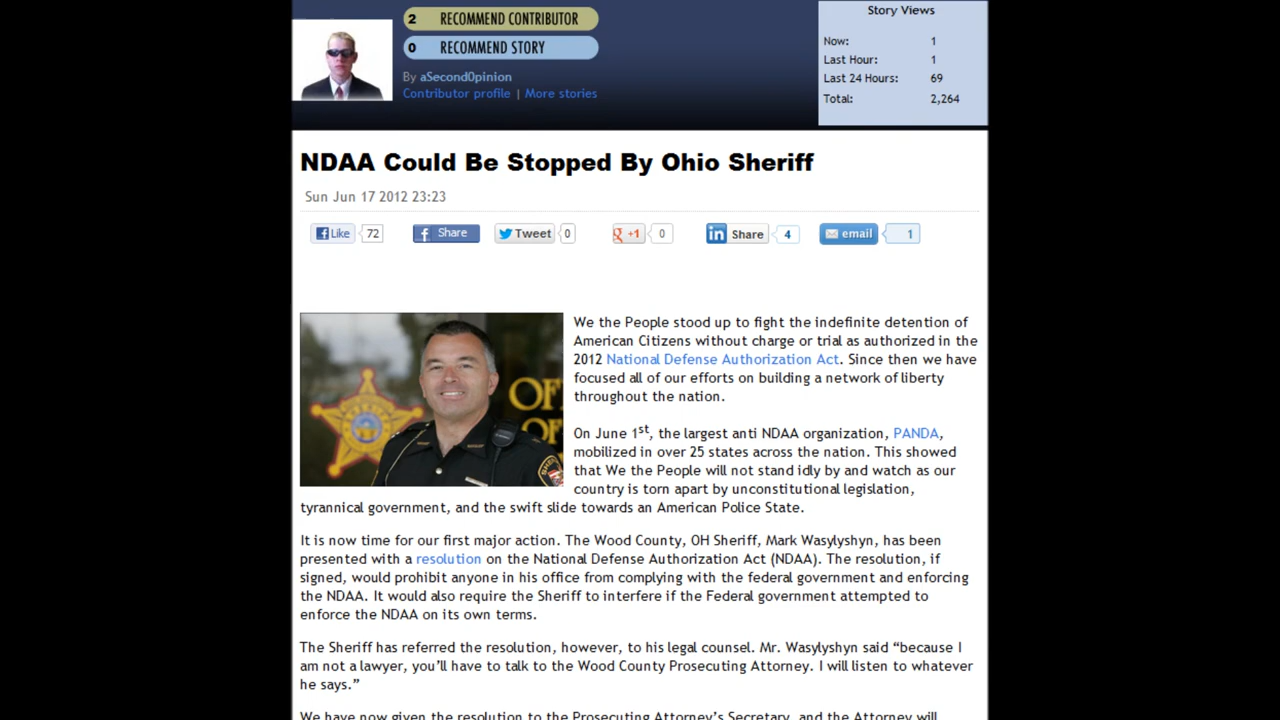 2 RECOMMEND CONTRIBUTOR
0 RECOMMEND STORY
By aSecondOpinion
Contributor profile | More stories
Story Views
Now: 1
Last Hour: 1
Last 24 Hours: 69
Total: 2,264
NDAA Could Be Stopped By Ohio Sheriff
Sun Jun 17 2012 23:23
Like 72 Share Tweet 0 +1 0 Share 4 email 1
We the People stood up to fight the indefinite detention of
American Citizens without charge or trial as authorized in the
2012 National Defense Authorization Act. Since then we have
focused all of our efforts on building a network of liberty
throughout the nation.
On June 1st, the largest anti NDAA organization, PANDA,
mobilized in over 25 states across the nation. This showed
that We the People will not stand idly by and watch as our
country is torn apart by unconstitutional legislation,
tyrannical government, and the swift slide towards an American Police State.
It is now time for our first major action. The Wood County, OH Sheriff, Mark Wasylyshyn, has been
presented with a resolution on the National Defense Authorization Act (NDAA). The resolution, if
signed, would prohibit anyone in his office from complying with the federal government and enforcing
the NDAA. It would also require the Sheriff to interfere if the Federal government attempted to
enforce the NDAA on its own terms.
The Sheriff has referred the resolution, however, to his legal counsel. Mr. Wasylyshyn said “because I
am not a lawyer, you’ll have to talk to the Wood County Prosecuting Attorney. I will listen to whatever
he says.”
We have now given the resolution to the Prosecuting Attorney’s Secretary, and the Attorney will